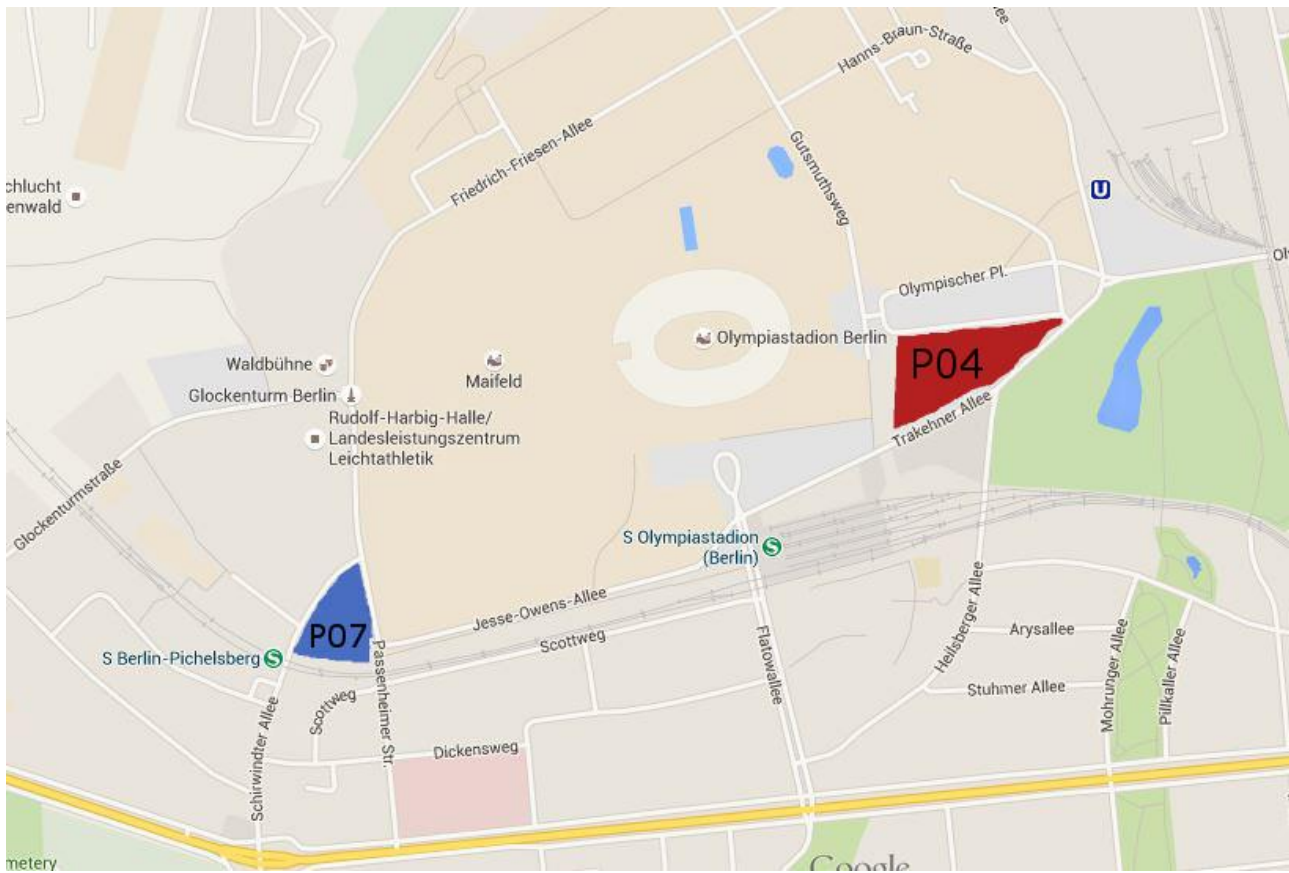 Hanns-Braun-Straße
U
Friedrich-Friesen-Allee
Gutsmuthsweg
chlucht
enwald
Olympischer Pl.
Waldbühne
Olympiastadion Berlin
P04
Maifeld
Glockenturm Berlin
Rudolf-Harbig-Halle/
Landesleistungszentrum
Leichtathletik
Trakehner Allee
Glockenturmstraße
S Olympiastadion
(Berlin)
S
Jesse-Owens-Allee
P07
S Berlin-Pichelsberg
S
Scottweg
Passenheimer Str.
Flatowallee
Heilsberger Allee
Arysallee
Stuhmer Allee
Mohrunger Allee
Pillkaller Allee
Scottweg
Schirwindter Allee
Dickensweg
Google
metery